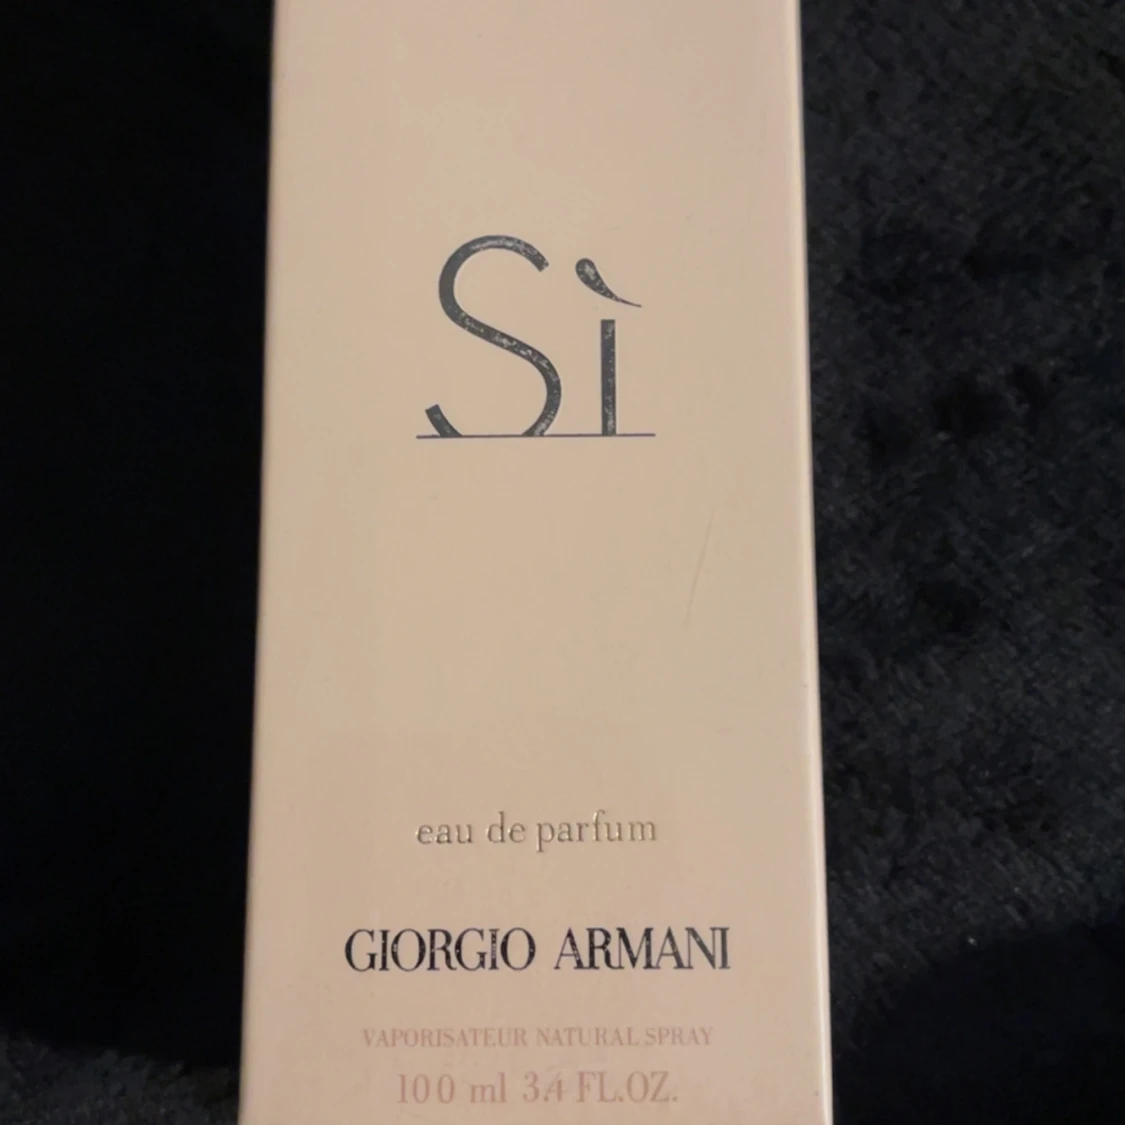 Sì
eau de parfum
GIORGIO ARMANI
VAPORISATEUR NATURAL SPRAY
100 ml 3.4 FL.OZ.